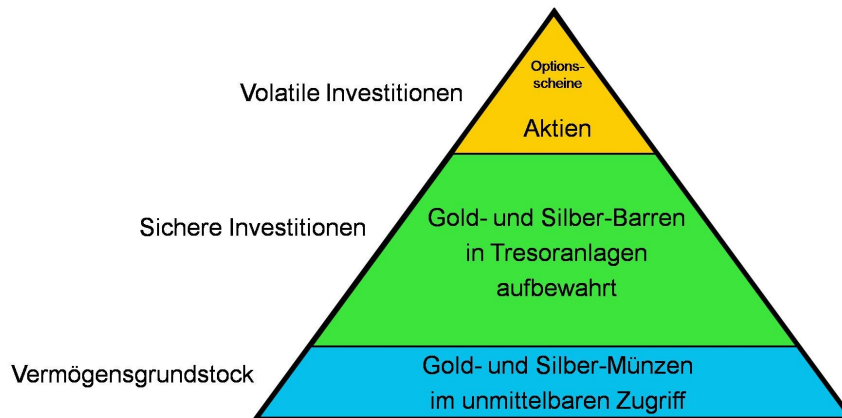 Options-
scheine
Volatile Investitionen
Aktien
Sichere Investitionen
Gold- und Silber-Barren
in Tresoranlagen
aufbewahrt
Vermögensgrundstock
Gold- und Silber-Münzen
im unmittelbaren Zugriff